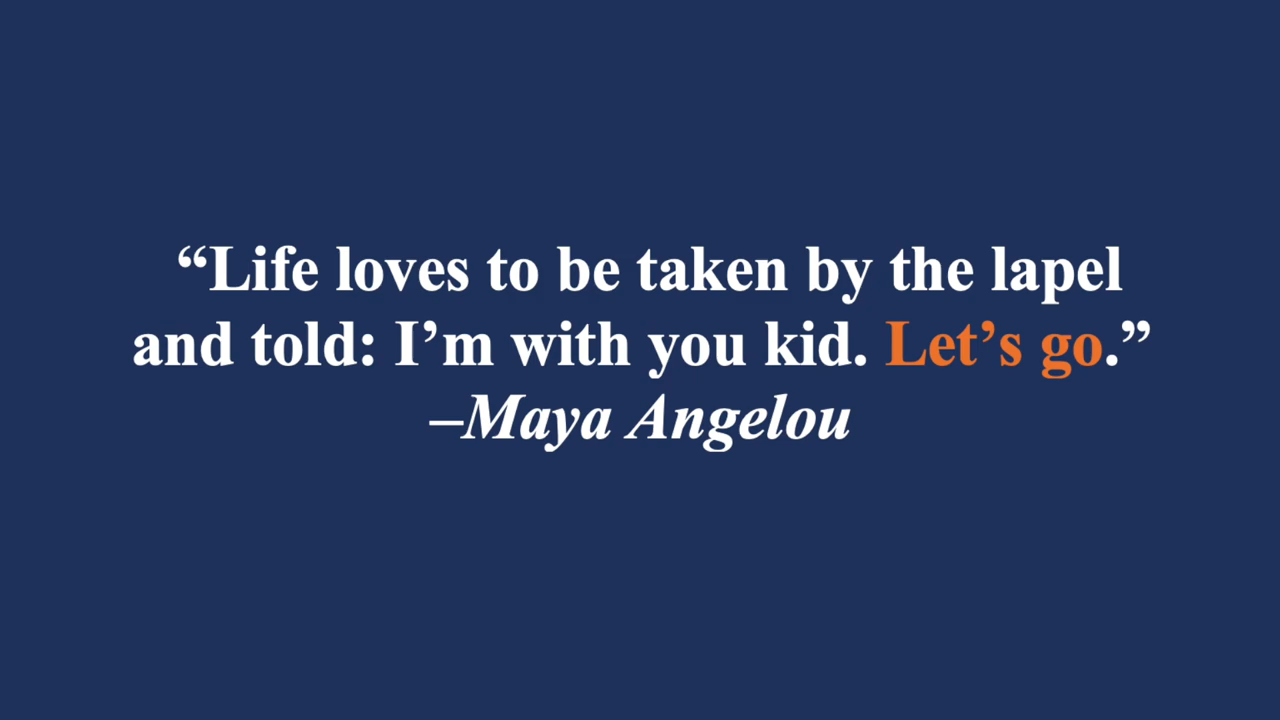 “Life loves to be taken by the lapel
and told: I’m with you kid. Let’s go.”
–Maya Angelou